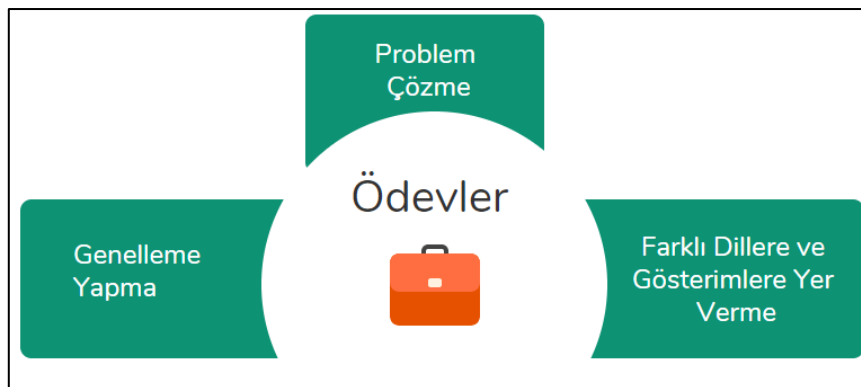 Problem
Çözme
Ödevler
Genelleme
Yapma
Farklı Dillere ve
Gösterimlere Yer
Verme